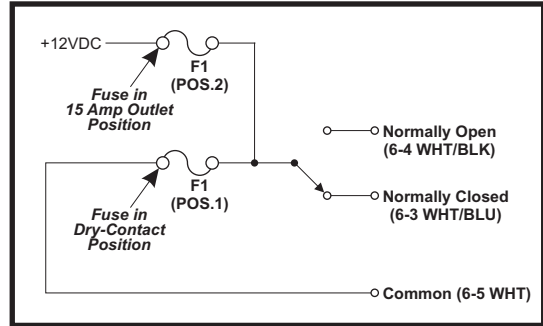 +12VDC
F1
(POS.2)
Fuse in
15 Amp Outlet
Position
Normally Open
(6-4 WHT/BLK)
F1
(POS.1)
Normally Closed
(6-3 WHT/BLU)
Fuse in
Dry-Contact
Position
Common (6-5 WHT)